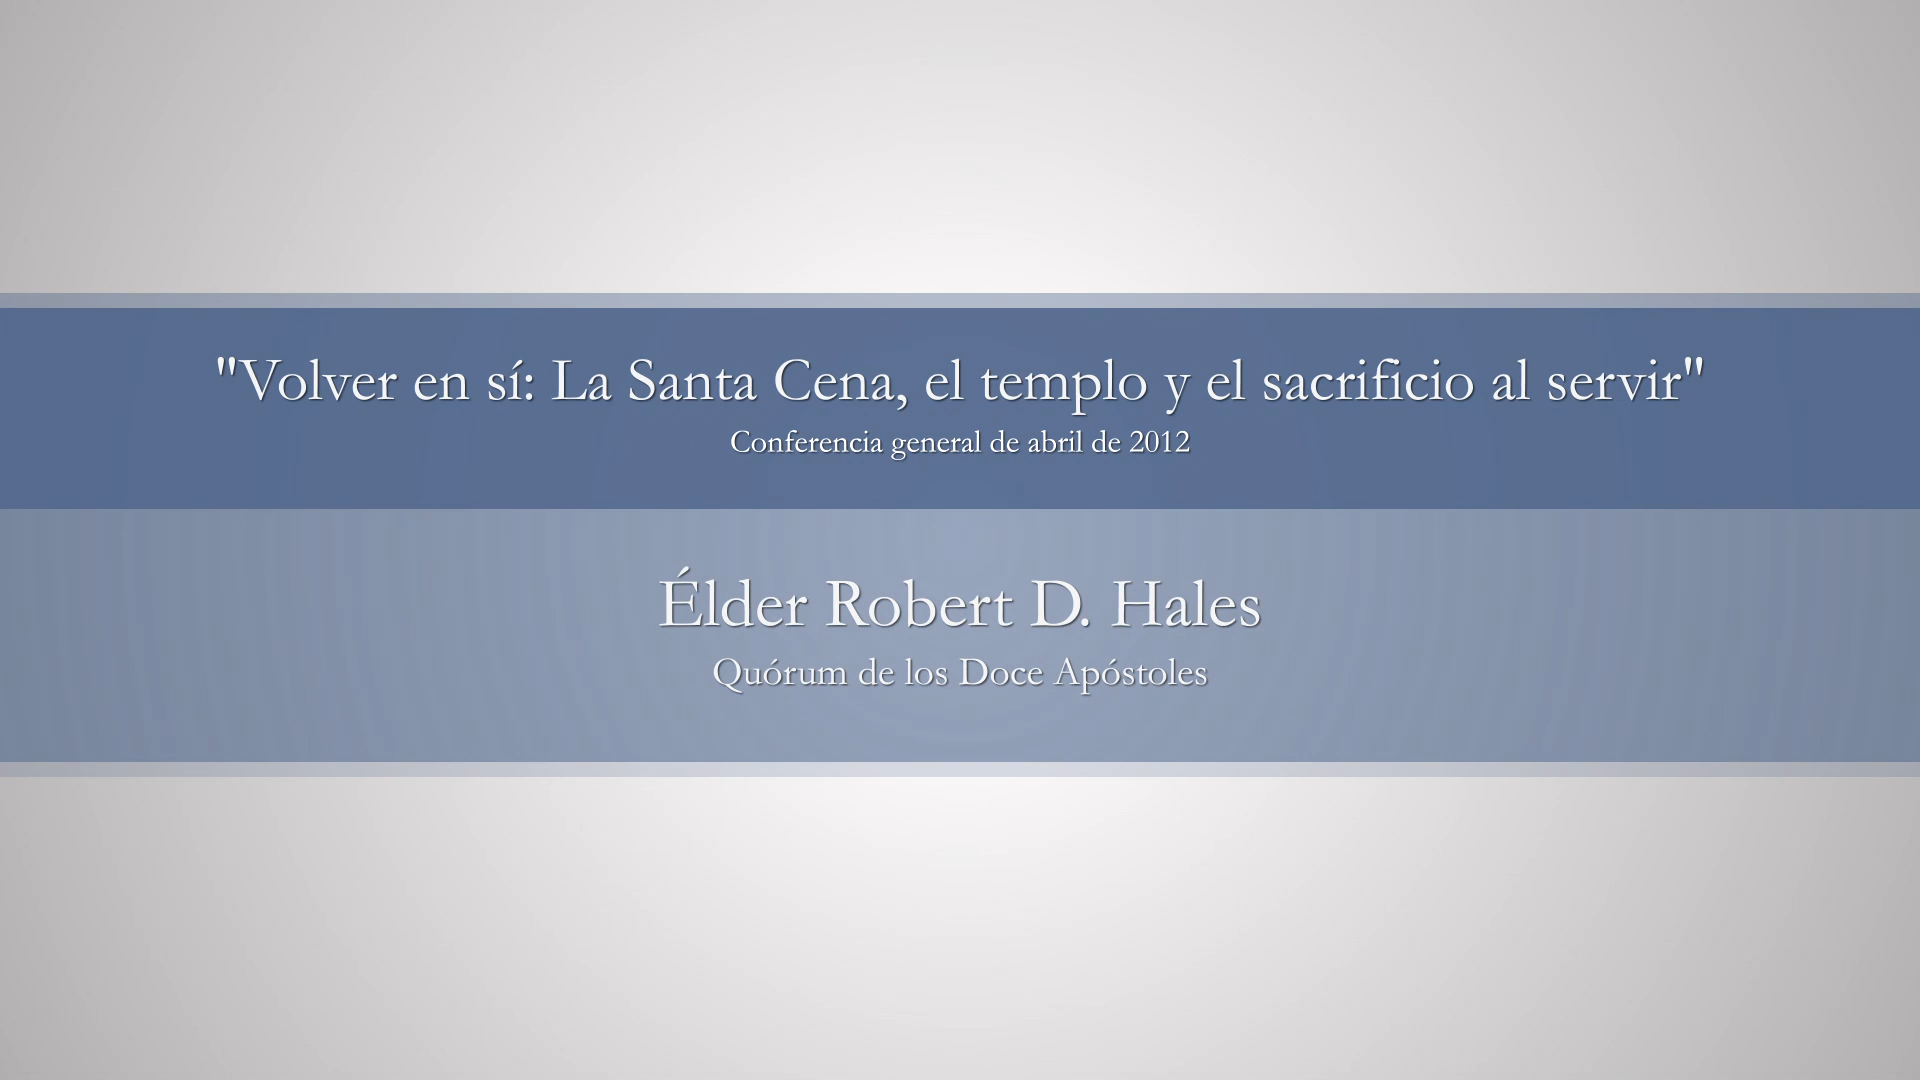 "Volver en sí: La Santa Cena, el templo y el sacrificio al servir"
Conferencia general de abril de 2012
Élder Robert D. Hales
Quórum de los Doce Apóstoles